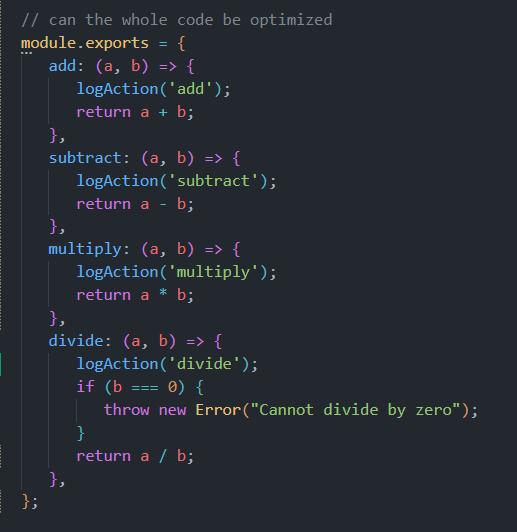 // can the whole code be optimized
module.exports = {
add: (a, b) => {
logAction('add');
return a + b;
},
subtract: (a, b) => {
logAction('subtract');
return a - b;
},
multiply: (a, b) => {
logAction('multiply');
return a * b;
},
divide: (a, b) => {
logAction('divide');
if (b === 0) {
throw new Error("Cannot divide by zero");
}
return a / b;
},
};